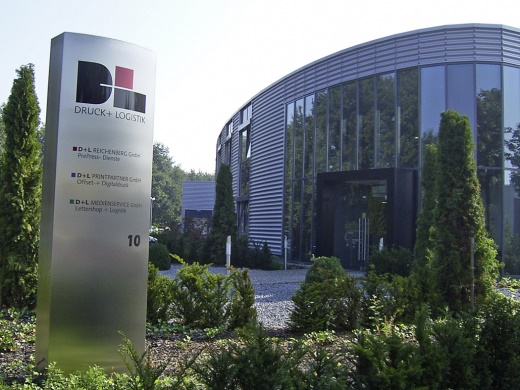 D+L
DRUCK+ LOGISTIK
D+L REICHENBERG GmbH
Prepress- Dienste
D+L PRINTPARTNER GmbH
Offset-+ Digitaldruck
D+L MEDIENSERVICE GmbH
Lettershop + Logistik
10